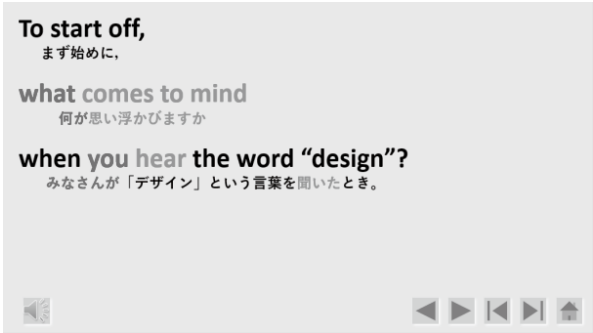 To start off,
まず始めに,
what comes to mind
何が思い浮かびますか
when you hear the word “design”?
みなさんが「デザイン」という言葉を聞いたとき。